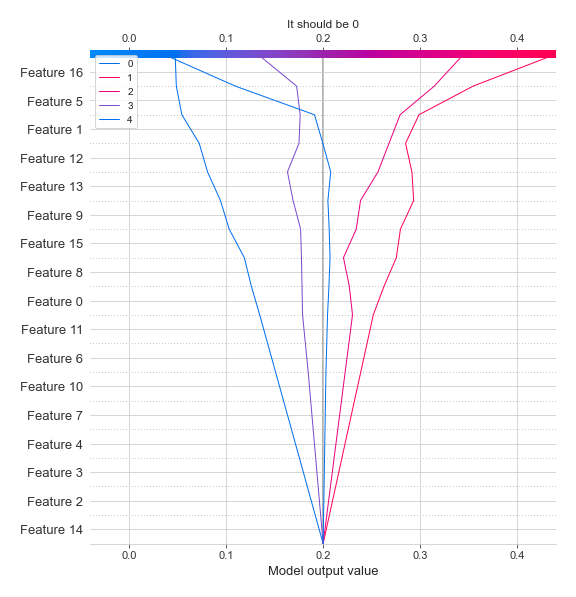 It should be 0
0.0 0.1 0.2 0.3 0.4
0
1
2
3
4
Feature 16
Feature 5
Feature 1
Feature 12
Feature 13
Feature 9
Feature 15
Feature 8
Feature 0
Feature 11
Feature 6
Feature 10
Feature 7
Feature 4
Feature 3
Feature 2
Feature 14
0.0 0.1 0.2 0.3 0.4
Model output value